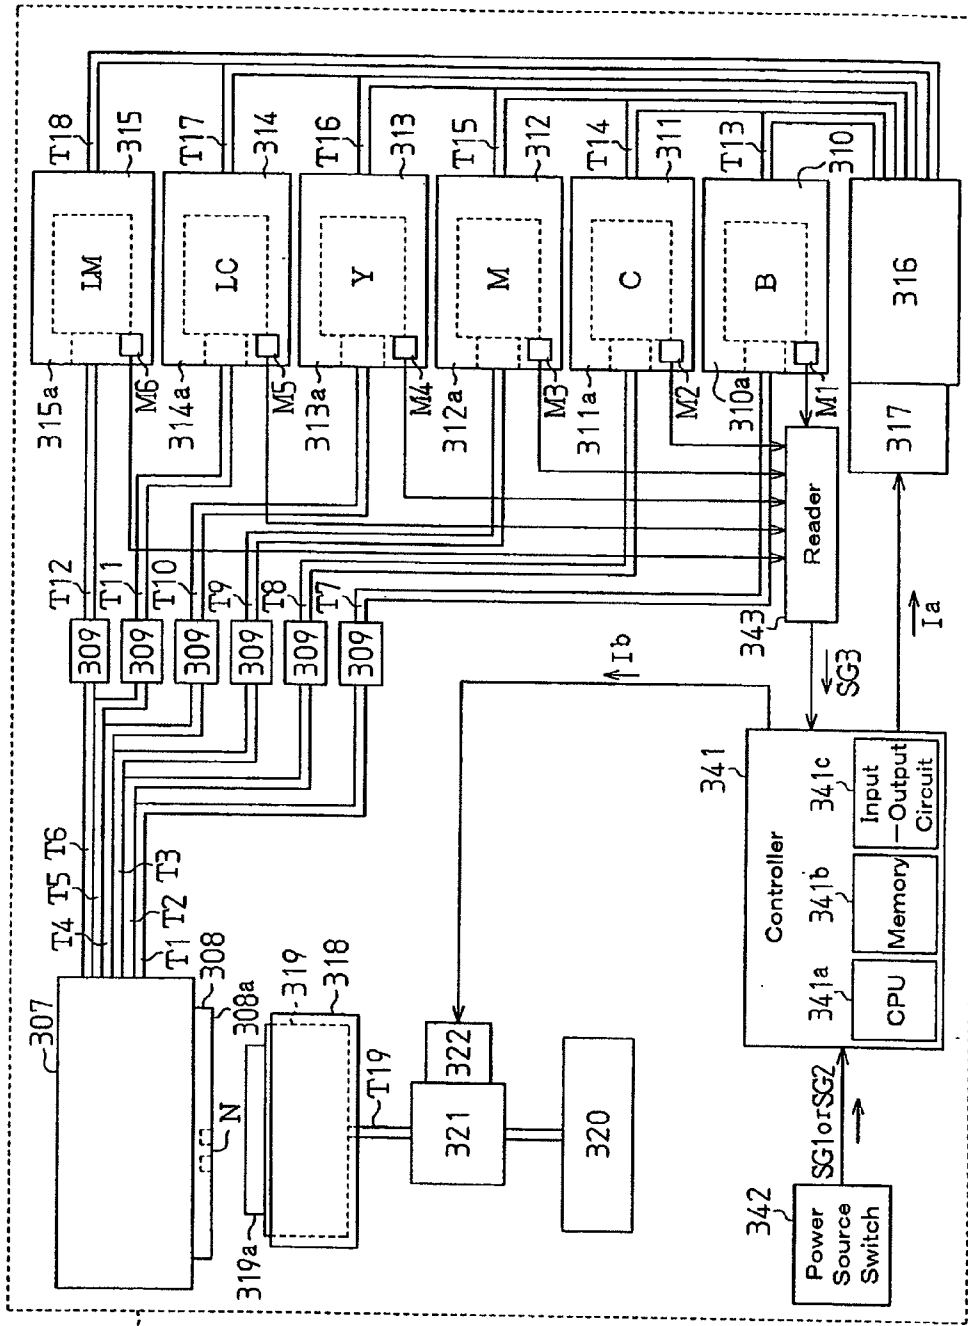 307
T4
T5
T6
T3
T2
T1
308
308a
N
319a
319
318
T19
321
322
320
Ib
309
309
309
309
309
309
T12
T11
T10
T9
T8
T7
315a
LM
M6
T18
315
314a
LC
M5
T17
314
313a
Y
M4
T16
313
312a
M
M3
T15
312
311a
C
M2
T14
311
310a
B
M1
T13
310
316
317
Ia
343
Reader
SG3
341
Controller
341a
CPU
341b
Memory
341c
Input
-Output
Circuit
SG1orSG2
342
Power
Source
Switch